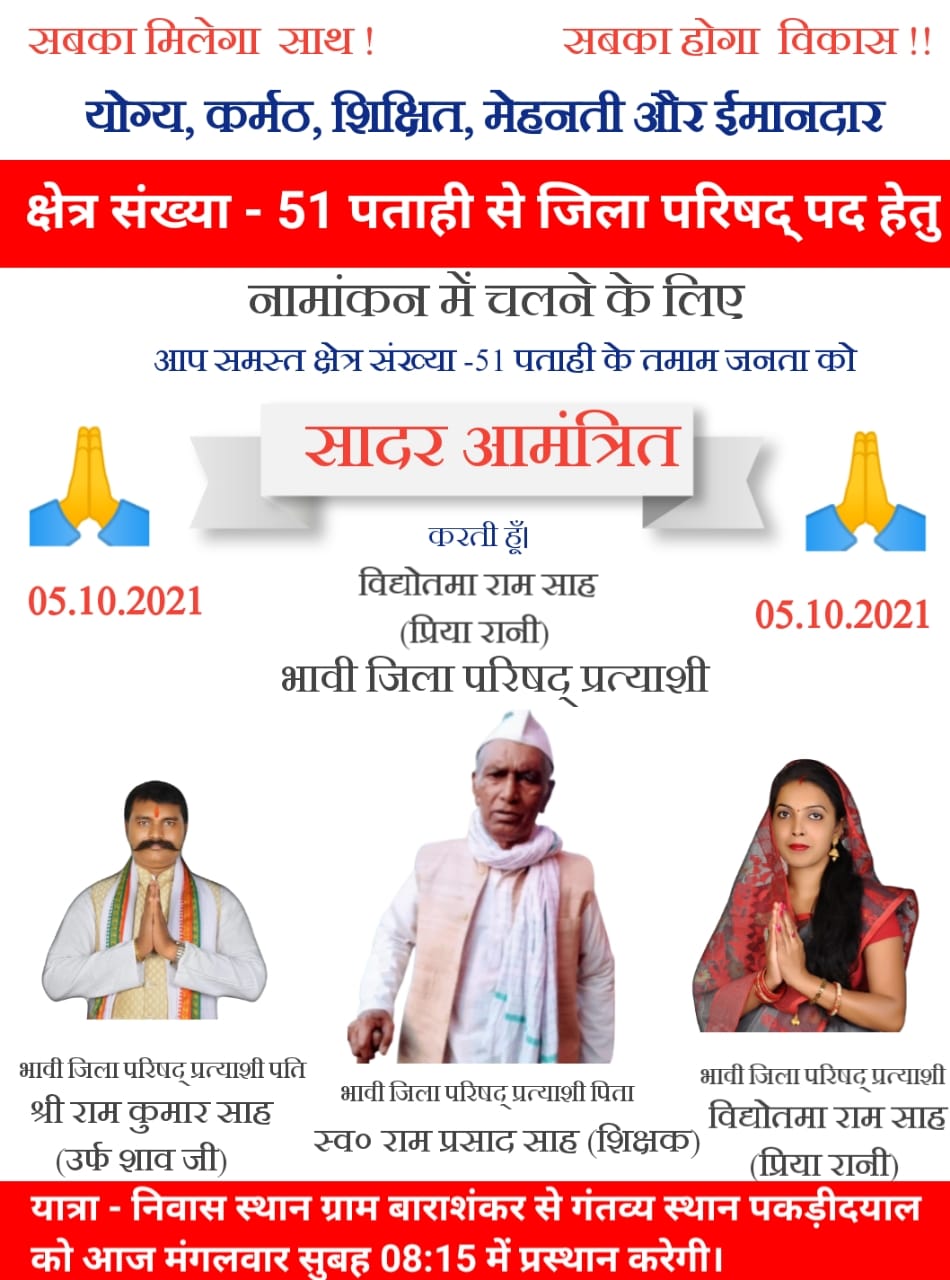 सबका मिलेगा साथ !
सबका होगा विकास !!
योग्य, कर्मठ, शिक्षित, मेहनती और ईमानदार
क्षेत्र संख्या - 51 पताही से जिला परिषद् पद हेतु
नामांकन में चलने के लिए
आप समस्त क्षेत्र संख्या -51 पताही के तमाम जनता को
सादर आमंत्रित
करती हूँ।
05.10.2021
विद्योतमा राम साह
(प्रिया रानी)
05.10.2021
भावी जिला परिषद् प्रत्याशी
भावी जिला परिषद् प्रत्याशी पति
श्री राम कुमार साह
(उर्फ शाव जी)
भावी जिला परिषद् प्रत्याशी पिता
स्व० राम प्रसाद साह (शिक्षक)
भावी जिला परिषद् प्रत्याशी
विद्योतमा राम साह
(प्रिया रानी)
यात्रा - निवास स्थान ग्राम बाराशंकर से गंतव्य स्थान पकड़ीदयाल
को आज मंगलवार सुबह 08:15 में प्रस्थान करेगी।